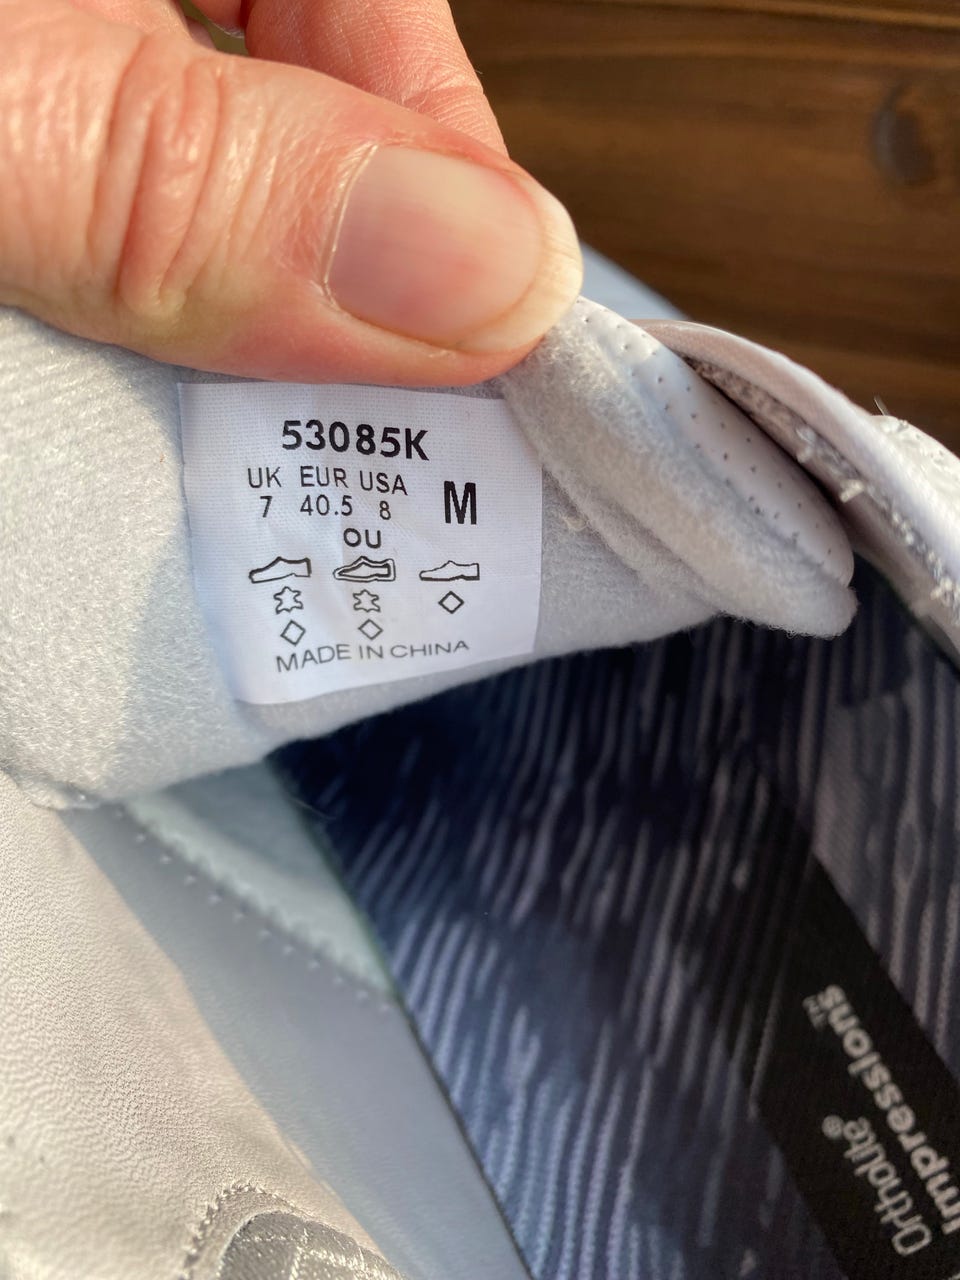 53085K
UK EUR USA
7 40.5 8 M
OU
MADE IN CHINA
OrthoLite®
Impressions™